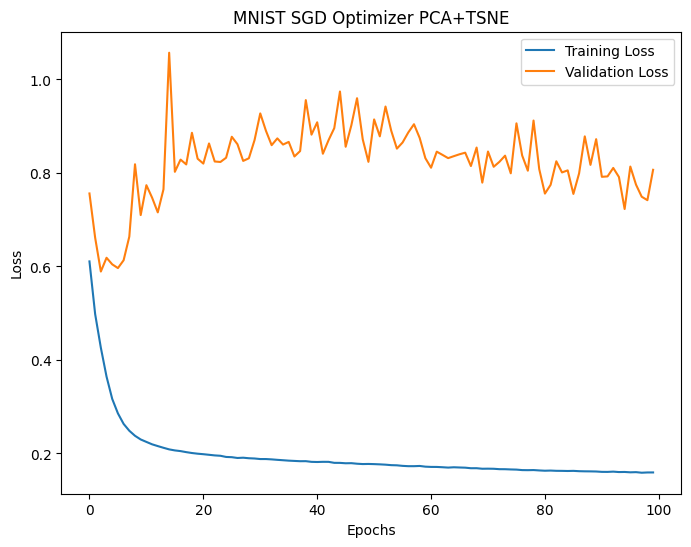 MNIST SGD Optimizer PCA+TSNE
Training Loss
Validation Loss
1.0
0.8
0.6
0.4
0.2
Loss
0 20 40 60 80 100
Epochs